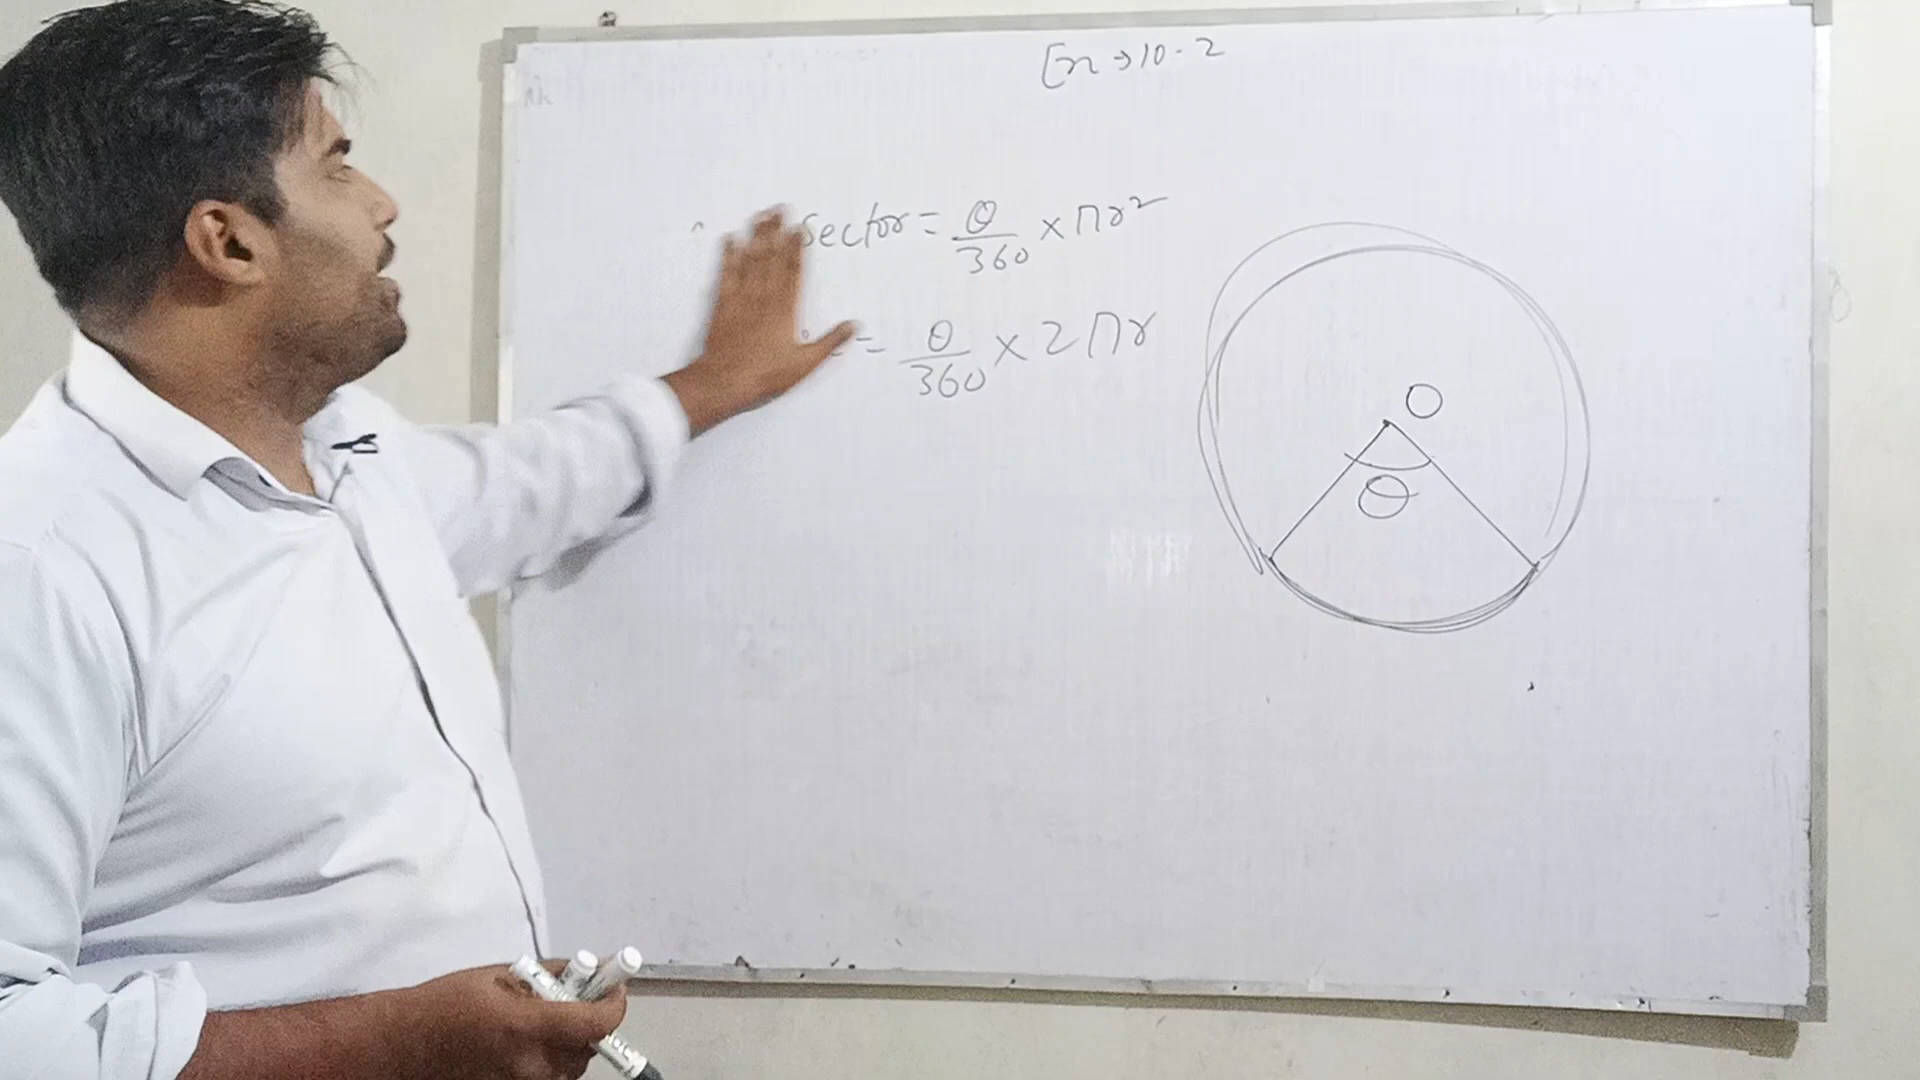 Ex → 10.2
Sector = θ/360 × πr²
= θ/360 × 2πr
O
θ